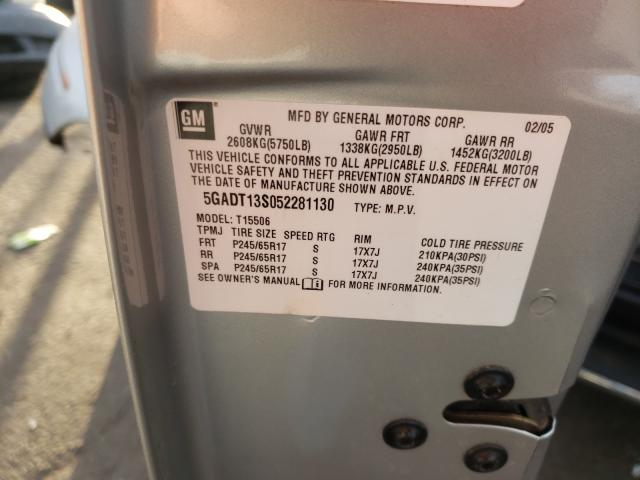 GM
MFD BY GENERAL MOTORS CORP. 02/05
GVWR GAWR FRT GAWR RR
2608KG(5750LB) 1338KG(2950LB) 1452KG(3200LB)
THIS VEHICLE CONFORMS TO ALL APPLICABLE U.S. FEDERAL MOTOR
VEHICLE SAFETY AND THEFT PREVENTION STANDARDS IN EFFECT ON
THE DATE OF MANUFACTURE SHOWN ABOVE.
5GADT13S052281130 TYPE: M.P.V.
MODEL: T15506
TPMJ TIRE SIZE SPEED RTG RIM COLD TIRE PRESSURE
FRT P245/65R17 S 17X7J 210KPA(30PSI)
RR P245/65R17 S 17X7J 240KPA(35PSI)
SPA P245/65R17 S 17X7J 240KPA(35PSI)
SEE OWNER'S MANUAL FOR MORE INFORMATION.